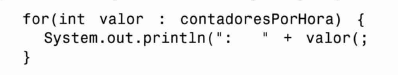 for(int valor : contadoresPorHora) {
  System.out.println(":   " + valor(;
}